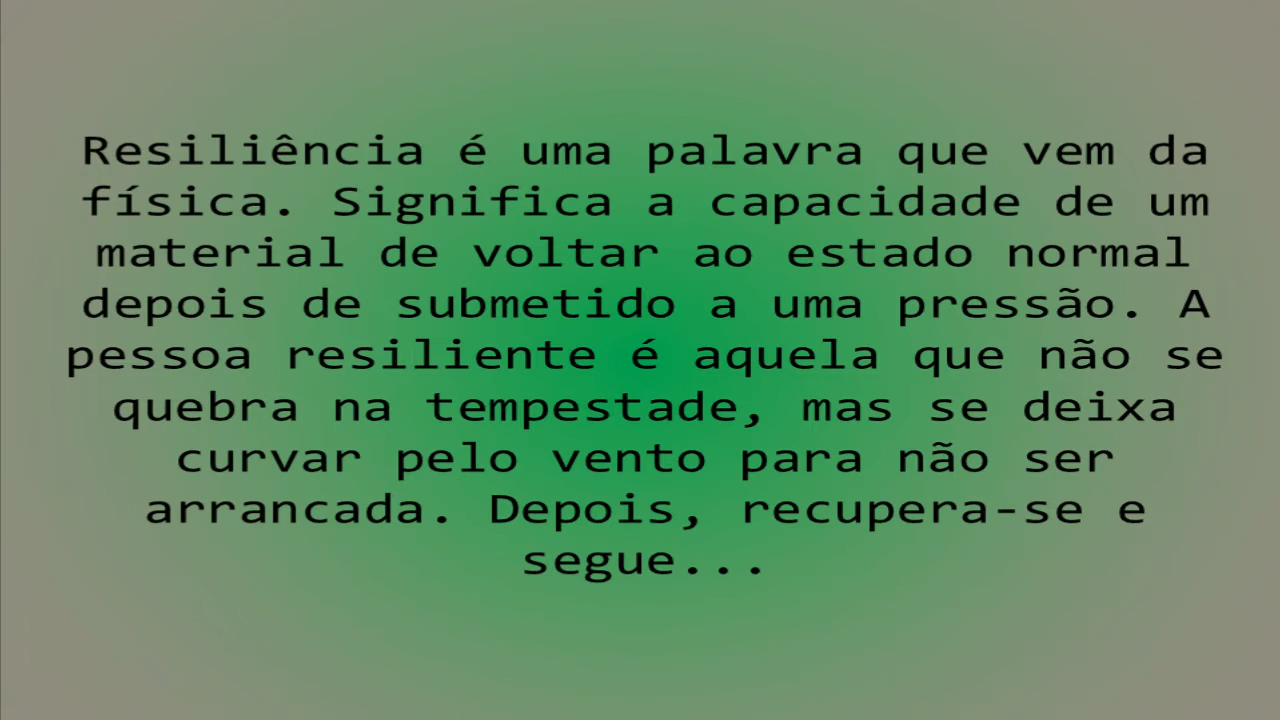 Resiliência é uma palavra que vem da
física. Significa a capacidade de um
material de voltar ao estado normal
depois de submetido a uma pressão. A
pessoa resiliente é aquela que não se
quebra na tempestade, mas se deixa
curvar pelo vento para não ser
arrancada. Depois, recupera-se e
segue...